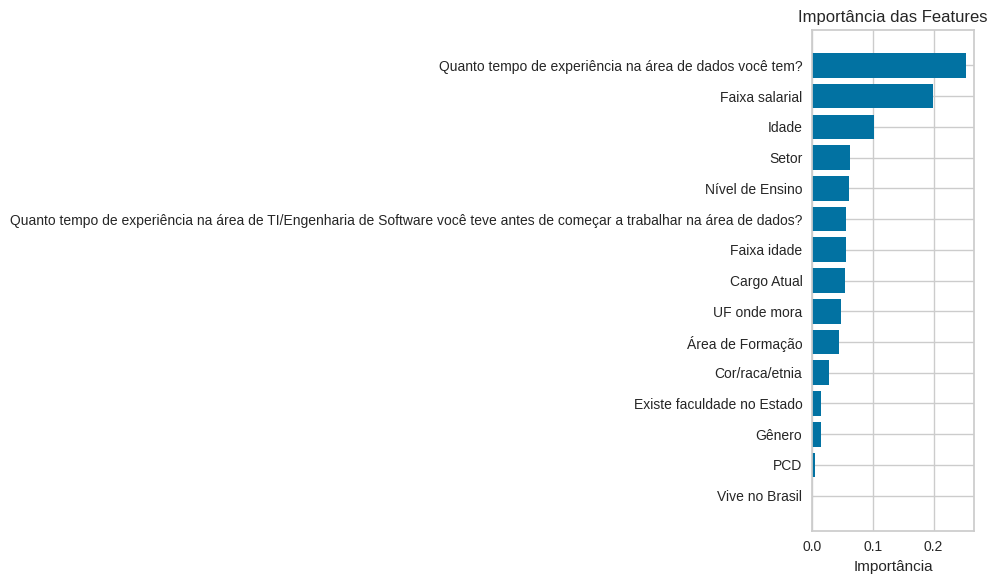 Importância das Features
Quanto tempo de experiência na área de dados você tem?
Faixa salarial
Idade
Setor
Nível de Ensino
Quanto tempo de experiência na área de TI/Engenharia de Software você teve antes de começar a trabalhar na área de dados?
Faixa idade
Cargo Atual
UF onde mora
Área de Formação
Cor/raca/etnia
Existe faculdade no Estado
Gênero
PCD
Vive no Brasil
0.0 0.1 0.2
Importância